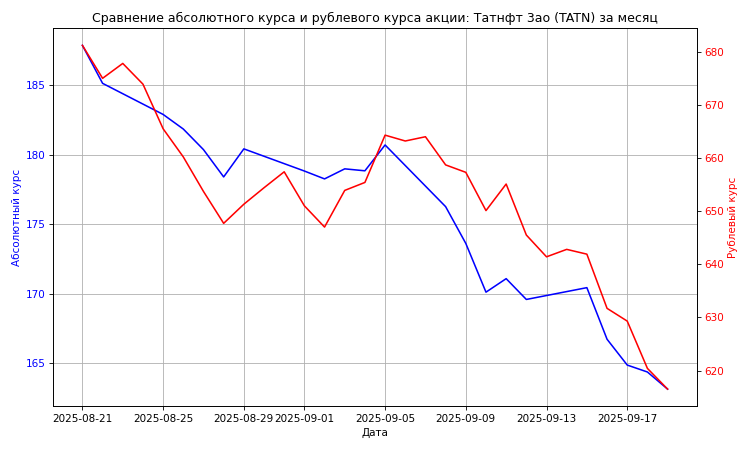 Сравнение абсолютного курса и рублевого курса акции: Татнфт 3ао (TATN) за месяц
Абсолютный курс
185
180
175
170
165
680
670
660
650
640
630
620
Рублевый курс
2025-08-21 2025-08-25 2025-08-29 2025-09-01 2025-09-05 2025-09-09 2025-09-13 2025-09-17
Дата